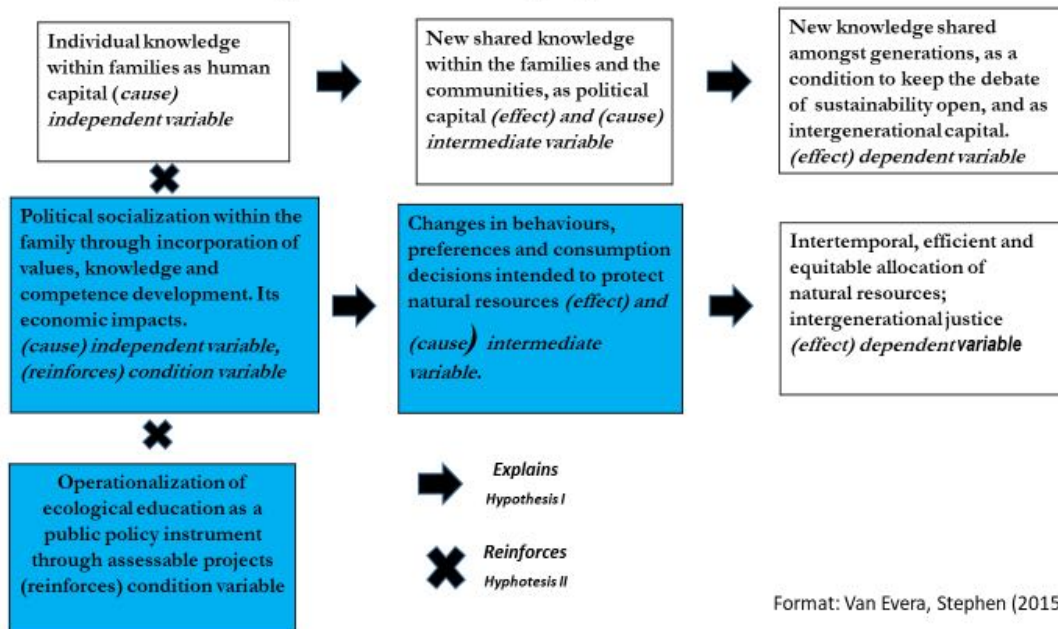 Individual knowledge
within families as human
capital (cause)
independent variable
New shared knowledge
within the families and the
communities, as political
capital (effect) and (cause)
intermediate variable
New knowledge shared
amongst generations, as a
condition to keep the debate
of sustainability open, and as
intergenerational capital.
(effect) dependent variable
Political socialization within the
family through incorporation of
values, knowledge and
competence development. Its
economic impacts.
(cause) independent variable,
(reinforces) condition variable
Changes in behaviours,
preferences and consumption
decisions intended to protect
natural resources (effect) and
(cause) intermediate
variable.
Intertemporal, efficient and
equitable allocation of
natural resources;
intergenerational justice
(effect) dependent variable
Operationalization of
ecological education as a
public policy instrument
through assessable projects
(reinforces) condition variable
Explains
Hypothesis I
Reinforces
Hyphotesis II
Format: Van Evera, Stephen (2015